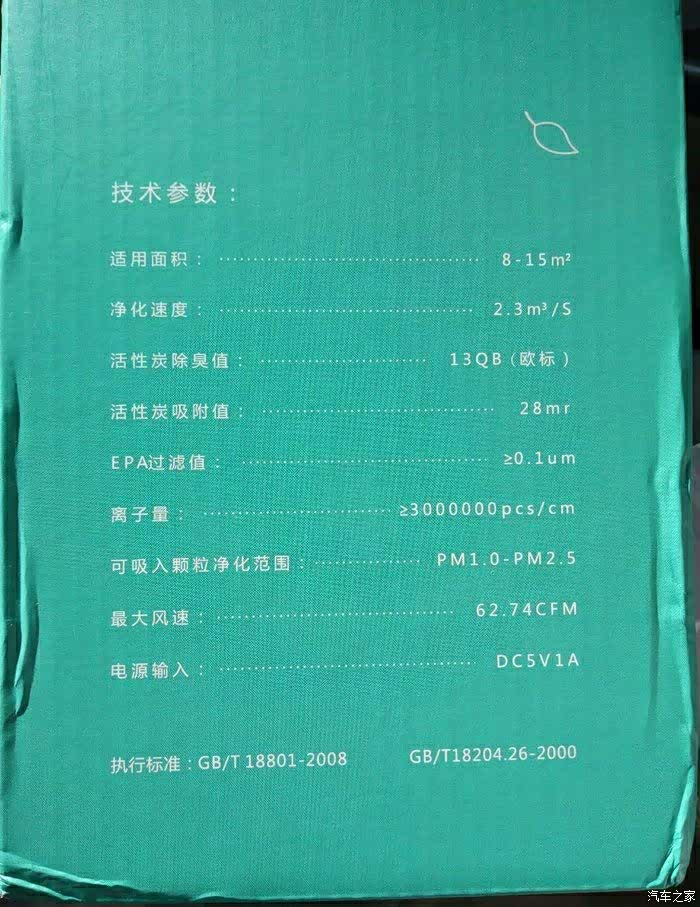 技术参数：
适用面积：························8-15m²
净化速度：························2.3m³/S
活性炭除臭值：················13QB（欧标）
活性炭吸附值：······················28mr
EPA过滤值：························≥0.1um
离子量：··················≥3000000pcs/cm
可吸入颗粒净化范围：··········PM1.0-PM2.5
最大风速：······················62.74CFM
电源输入：························DC5V1A
执行标准：GB/T 18801-2008 GB/T18204.26-2000
汽车之家